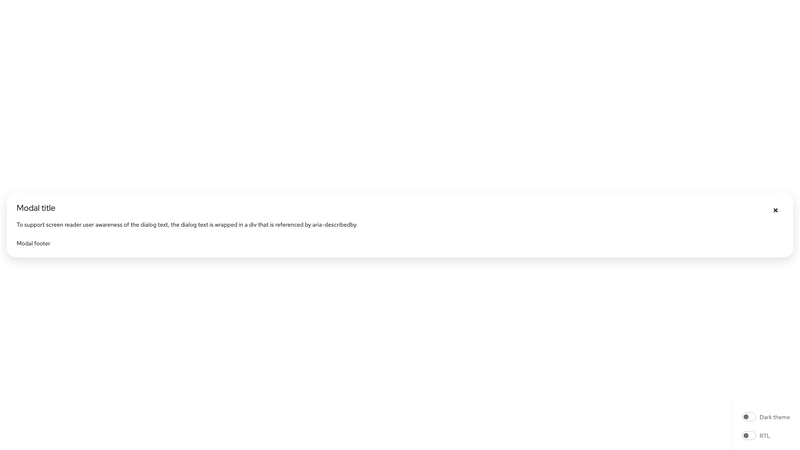 Modal title
To support screen reader user awareness of the dialog text, the dialog text is wrapped in a div that is referenced by aria-describedby.
Modal footer
Dark theme
RTL